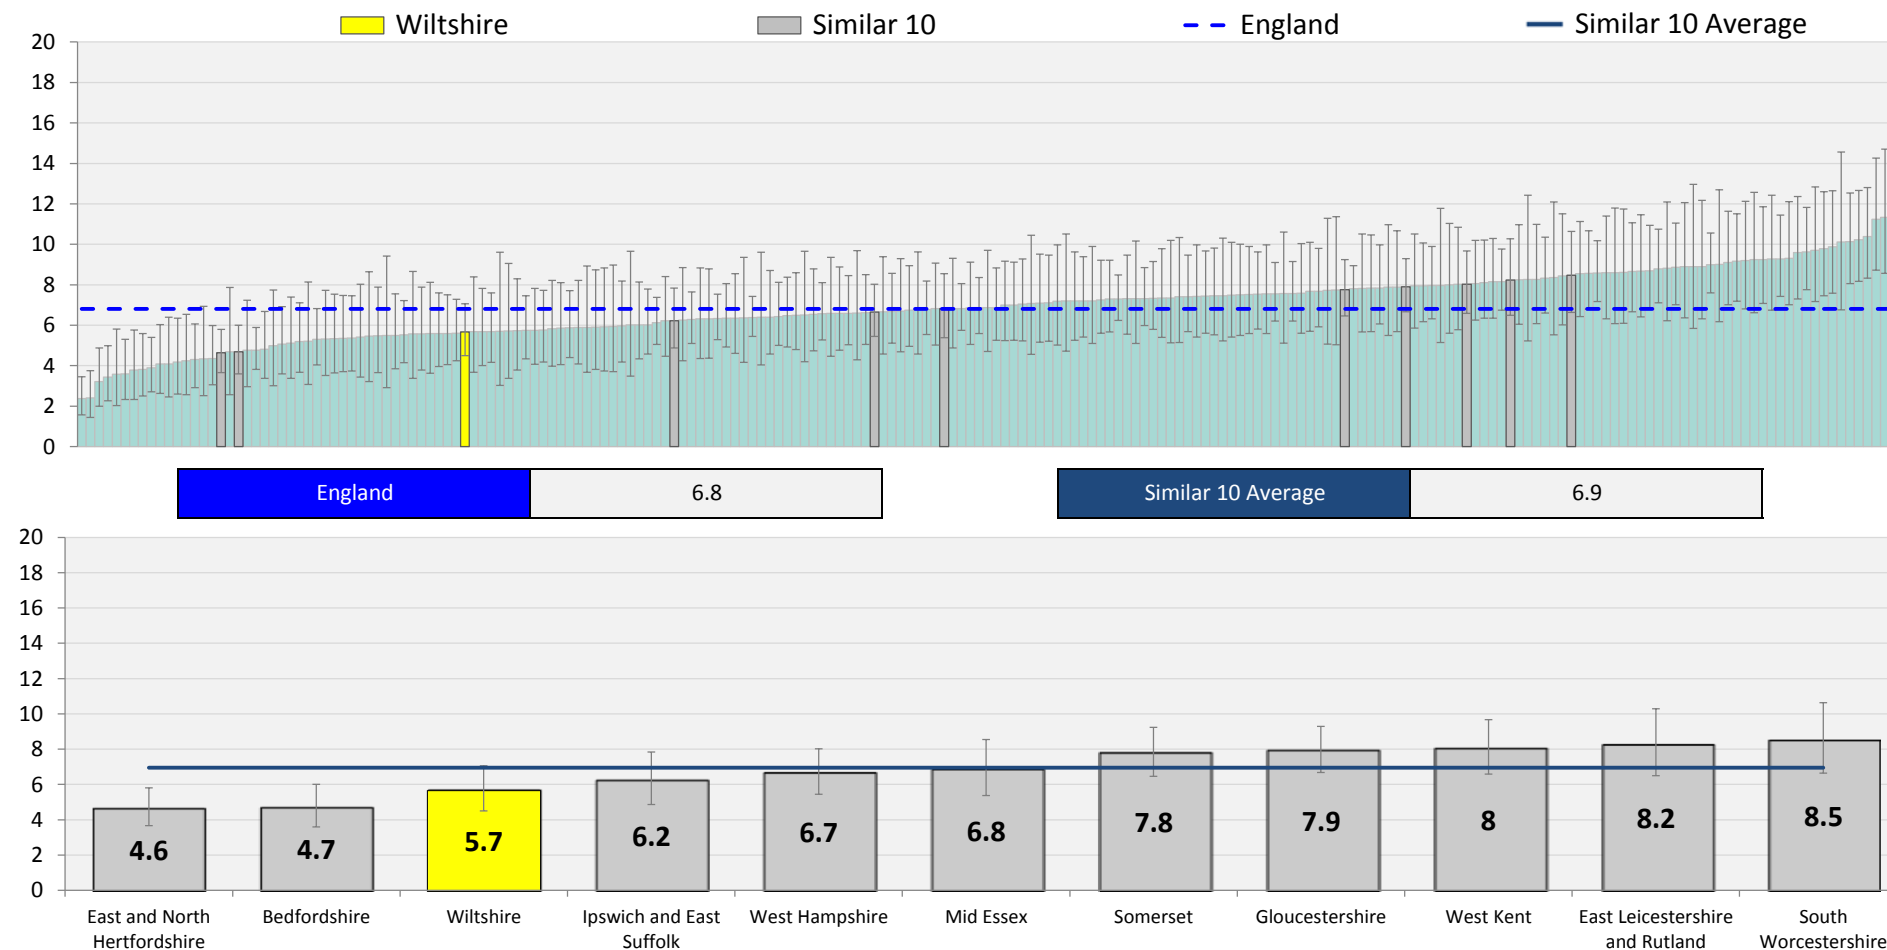 Wiltshire
Similar 10
England
Similar 10 Average
20
18
16
14
12
10
8
6
4
2
0
England 6.8
Similar 10 Average 6.9
20
18
16
14
12
10
8
6
4
2
0
4.6
4.7
5.7
6.2
6.7
6.8
7.8
7.9
8
8.2
8.5
East and North
Hertfordshire
Bedfordshire
Wiltshire
Ipswich and East
Suffolk
West Hampshire
Mid Essex
Somerset
Gloucestershire
West Kent
East Leicestershire
and Rutland
South
Worcestershire